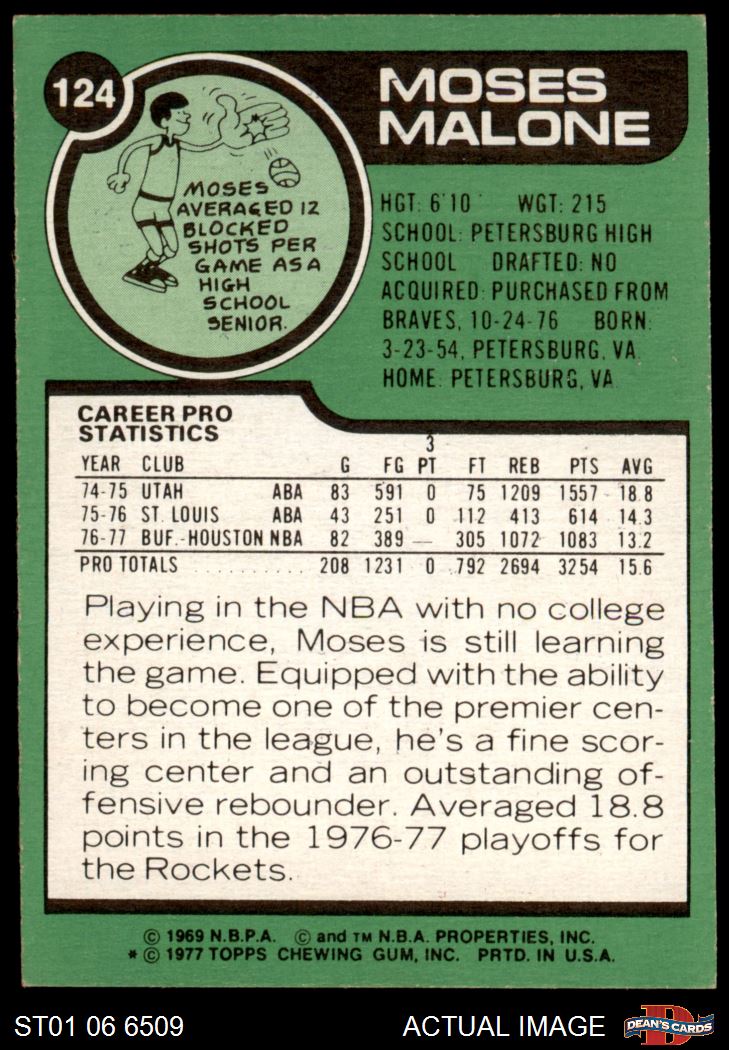 124
MOSES
MALONE
MOSES
AVERAGED 12
BLOCKED
SHOTS PER
GAME AS A
HIGH
SCHOOL
SENIOR.
HGT: 6'10 WGT: 215
SCHOOL: PETERSBURG HIGH
SCHOOL DRAFTED: NO
ACQUIRED: PURCHASED FROM
BRAVES, 10-24-76 BORN:
3-23-54, PETERSBURG, VA.
HOME: PETERSBURG, VA.
CAREER PRO
STATISTICS
YEAR CLUB G FG 3 PT FT REB PTS AVG
74-75 UTAH ABA 83 591 0 75 1209 1557 18.8
75-76 ST. LOUIS ABA 43 251 0 112 413 614 14.3
76-77 BUF.-HOUSTON NBA 82 389 — 305 1072 1083 13.2
PRO TOTALS .......... 208 1231 0 792 2694 3254 15.6
Playing in the NBA with no college
experience, Moses is still learning
the game. Equipped with the ability
to become one of the premier cen-
ters in the league, he's a fine scor-
ing center and an outstanding of-
fensive rebounder. Averaged 18.8
points in the 1976-77 playoffs for
the Rockets.
© 1969 N.B.P.A. © and TM N.B.A. PROPERTIES, INC.
* © 1977 TOPPS CHEWING GUM, INC. PRTD. IN U.S.A.
ST01 06 6509 ACTUAL IMAGE D DEAN'S CARDS